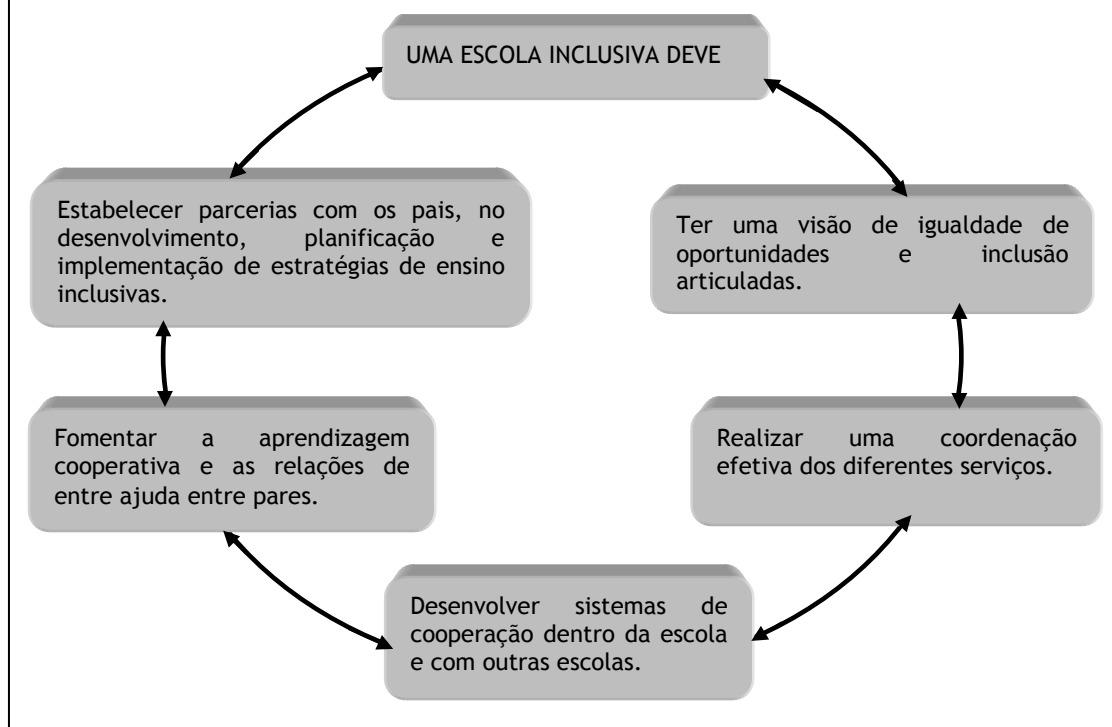 UMA ESCOLA INCLUSIVA DEVE
Estabelecer parcerias com os pais, no
desenvolvimento, planificação e
implementação de estratégias de ensino
inclusivas.
Ter uma visão de igualdade de
oportunidades e inclusão
articuladas.
Fomentar a aprendizagem
cooperativa e as relações de
entre ajuda entre pares.
Realizar uma coordenação
efetiva dos diferentes serviços.
Desenvolver sistemas de
cooperação dentro da escola
e com outras escolas.